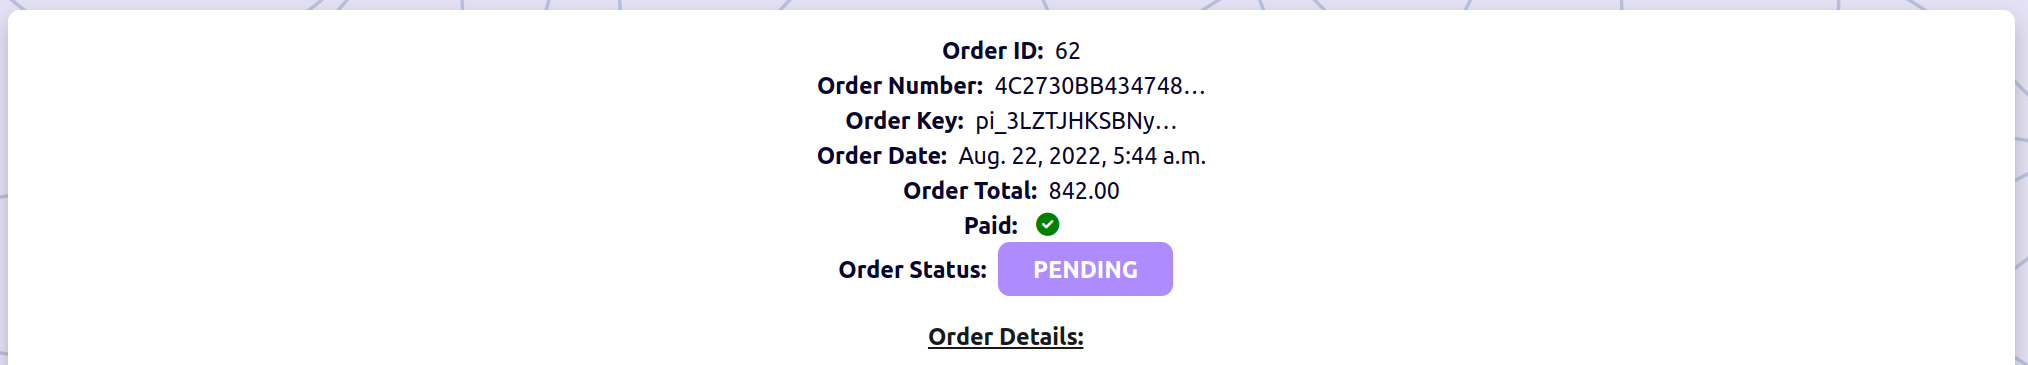 Order ID: 62
Order Number: 4C2730BB434748...
Order Key: pi_3LZTJHKSBNy...
Order Date: Aug. 22, 2022, 5:44 a.m.
Order Total: 842.00
Paid:
Order Status: PENDING
Order Details: